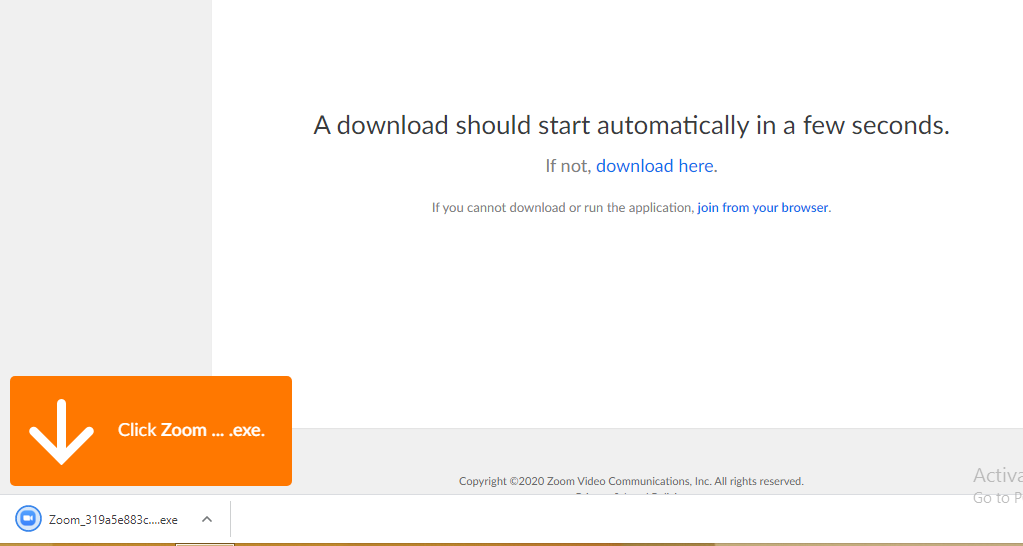 A download should start automatically in a few seconds.
If not, download here.
If you cannot download or run the application, join from your browser.
Click Zoom ... .exe.
Copyright ©2020 Zoom Video Communications, Inc. All rights reserved.
Go to
Zoom_319a5e883c....exe